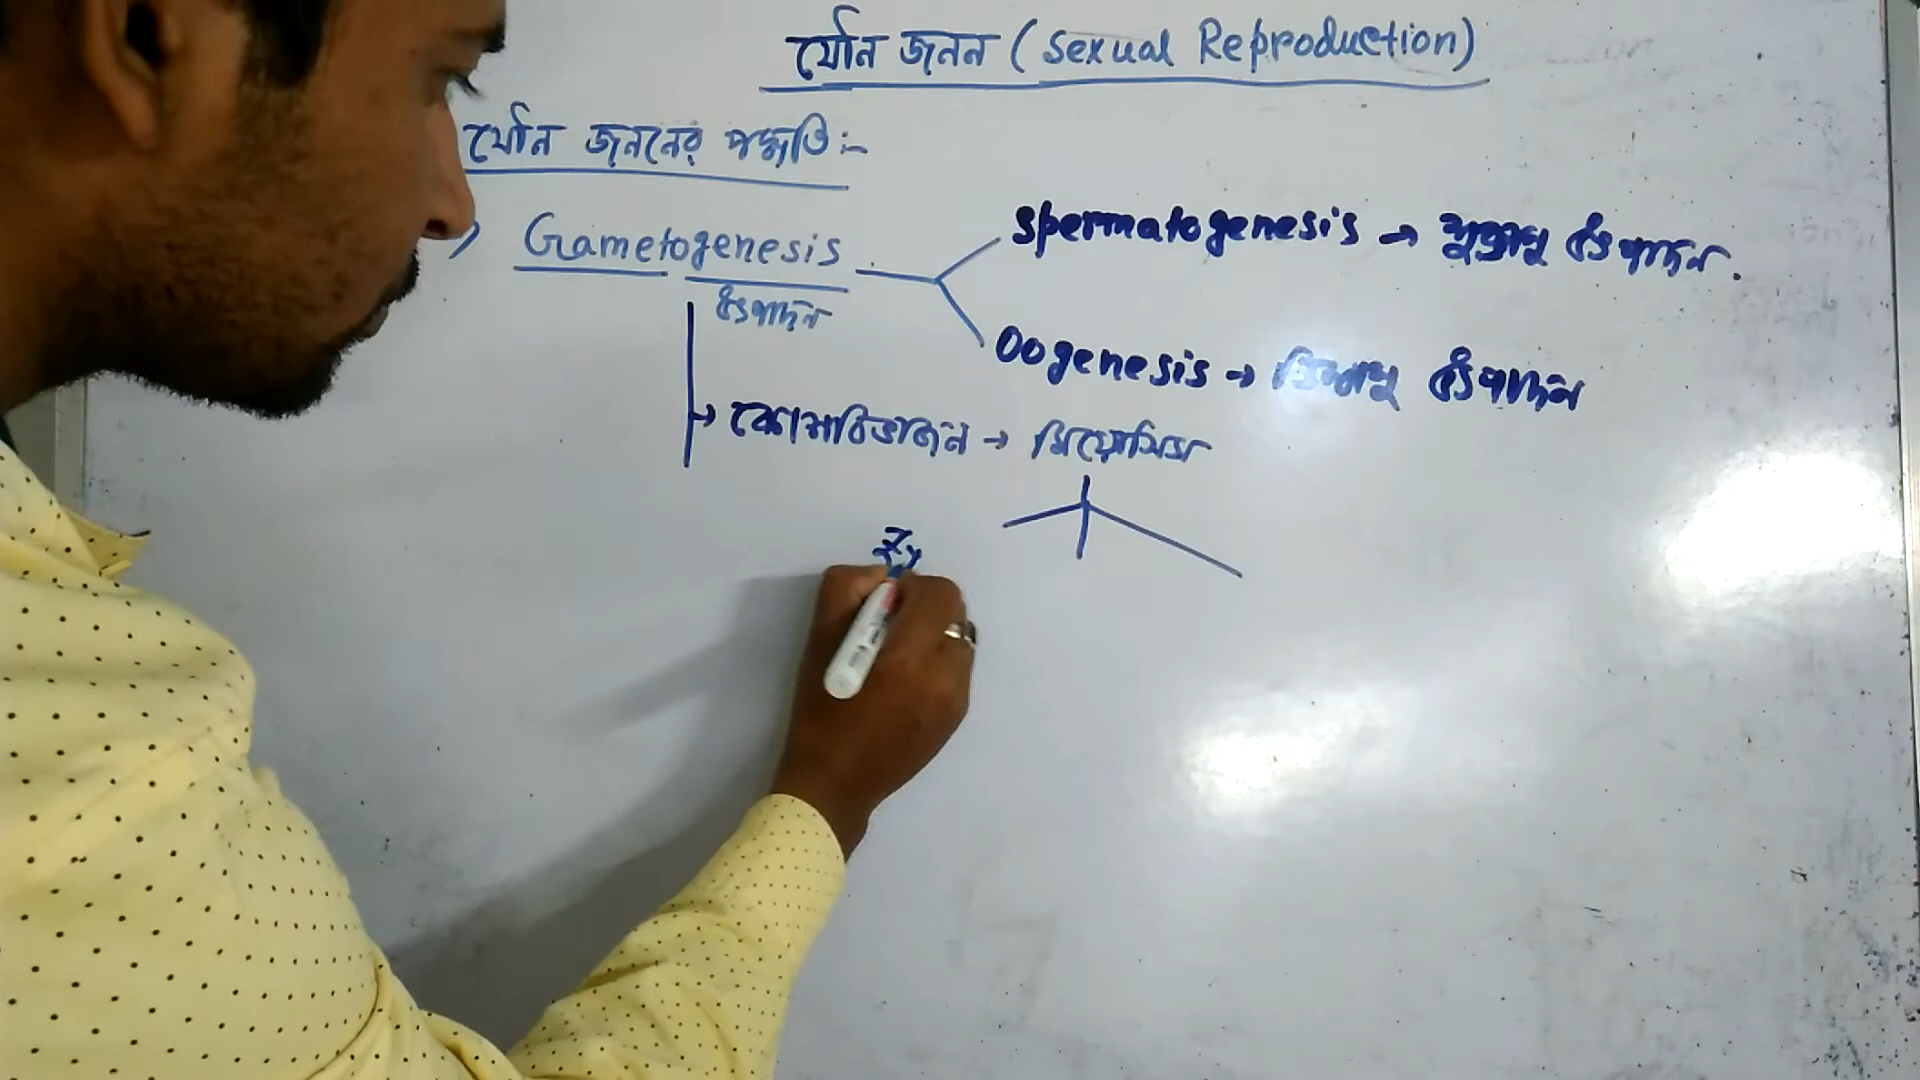 যৌন জনন (Sexual Reproduction)
যৌন জননের পদ্ধতি:-
) Gametogenesis
উৎপাদন
Spermatogenesis → শুক্রাণু উৎপাদন.
Oogenesis → ডিম্বাণু উৎপাদন
→ কোশবিভাজন → মিয়োসিস